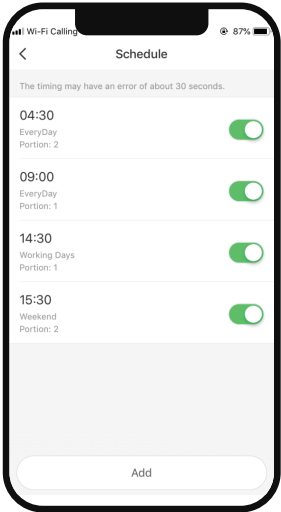 Wi-Fi Calling 87%
Schedule
The timing may have an error of about 30 seconds.
04:30
EveryDay
Portion: 2
09:00
EveryDay
Portion: 1
14:30
Working Days
Portion: 1
15:30
Weekend
Portion: 2
Add